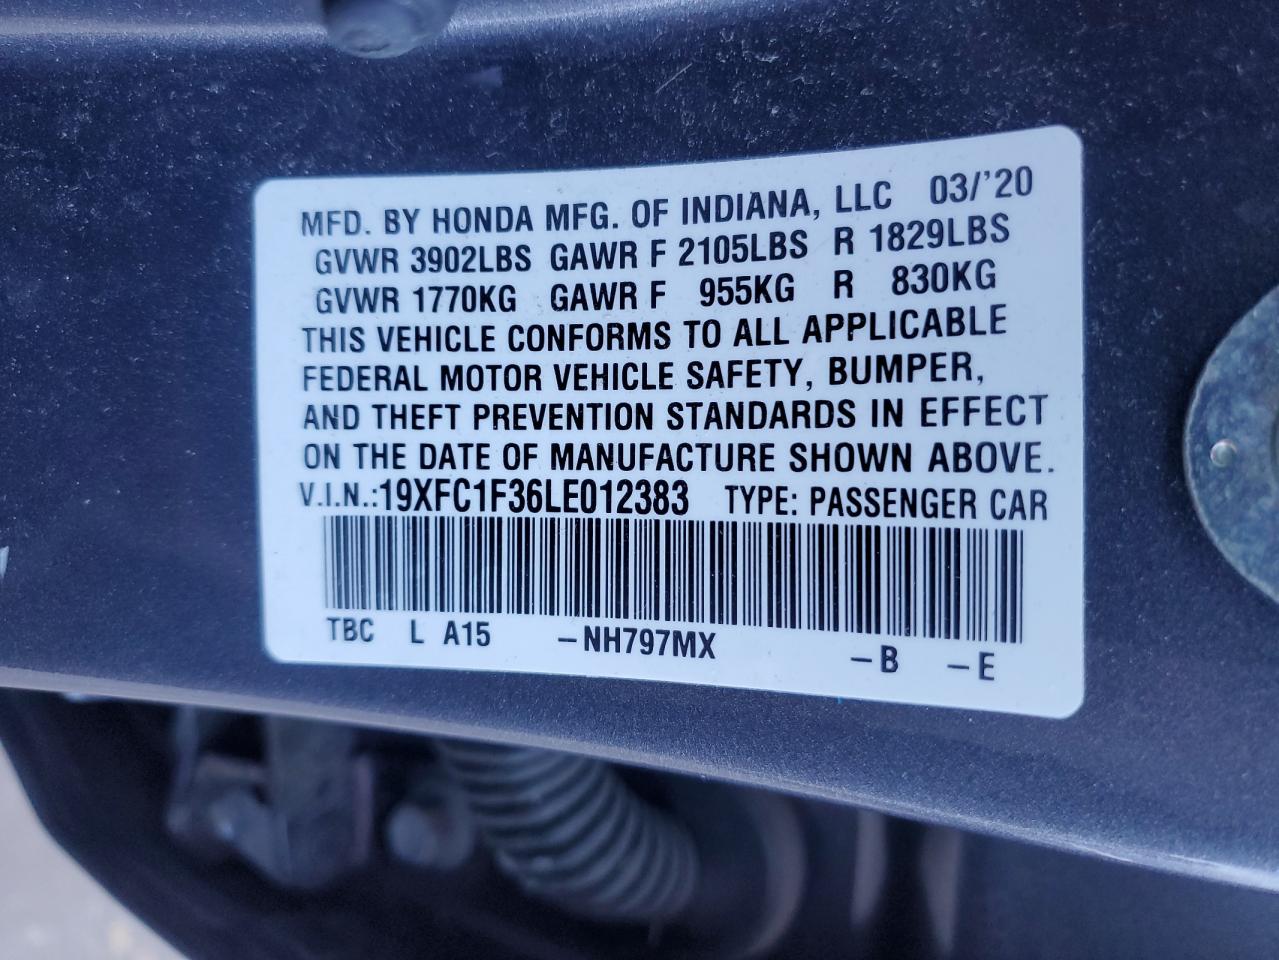 MFD. BY HONDA MFG. OF INDIANA, LLC 03/'20
GVWR 3902LBS GAWR F 2105LBS R 1829LBS
GVWR 1770KG GAWR F 955KG R 830KG
THIS VEHICLE CONFORMS TO ALL APPLICABLE
FEDERAL MOTOR VEHICLE SAFETY, BUMPER,
AND THEFT PREVENTION STANDARDS IN EFFECT
ON THE DATE OF MANUFACTURE SHOWN ABOVE.
V.I.N.:19XFC1F36LE012383 TYPE: PASSENGER CAR
TBC L A15 –NH797MX –B –E